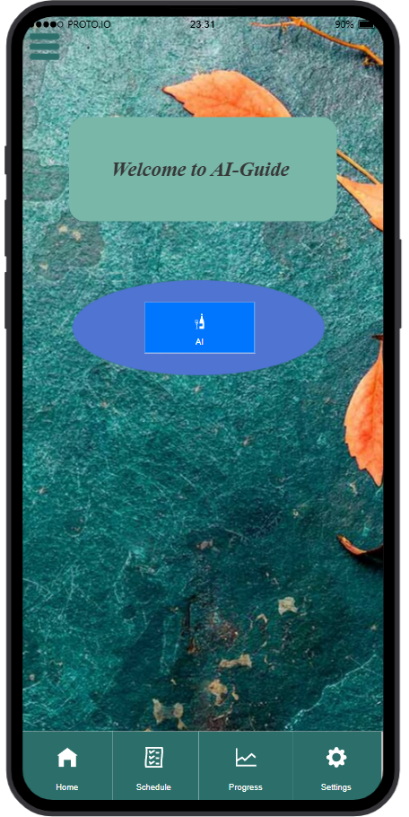 PROTO.IO 23:31 90%
Welcome to AI-Guide
AI
Home Schedule Progress Settings